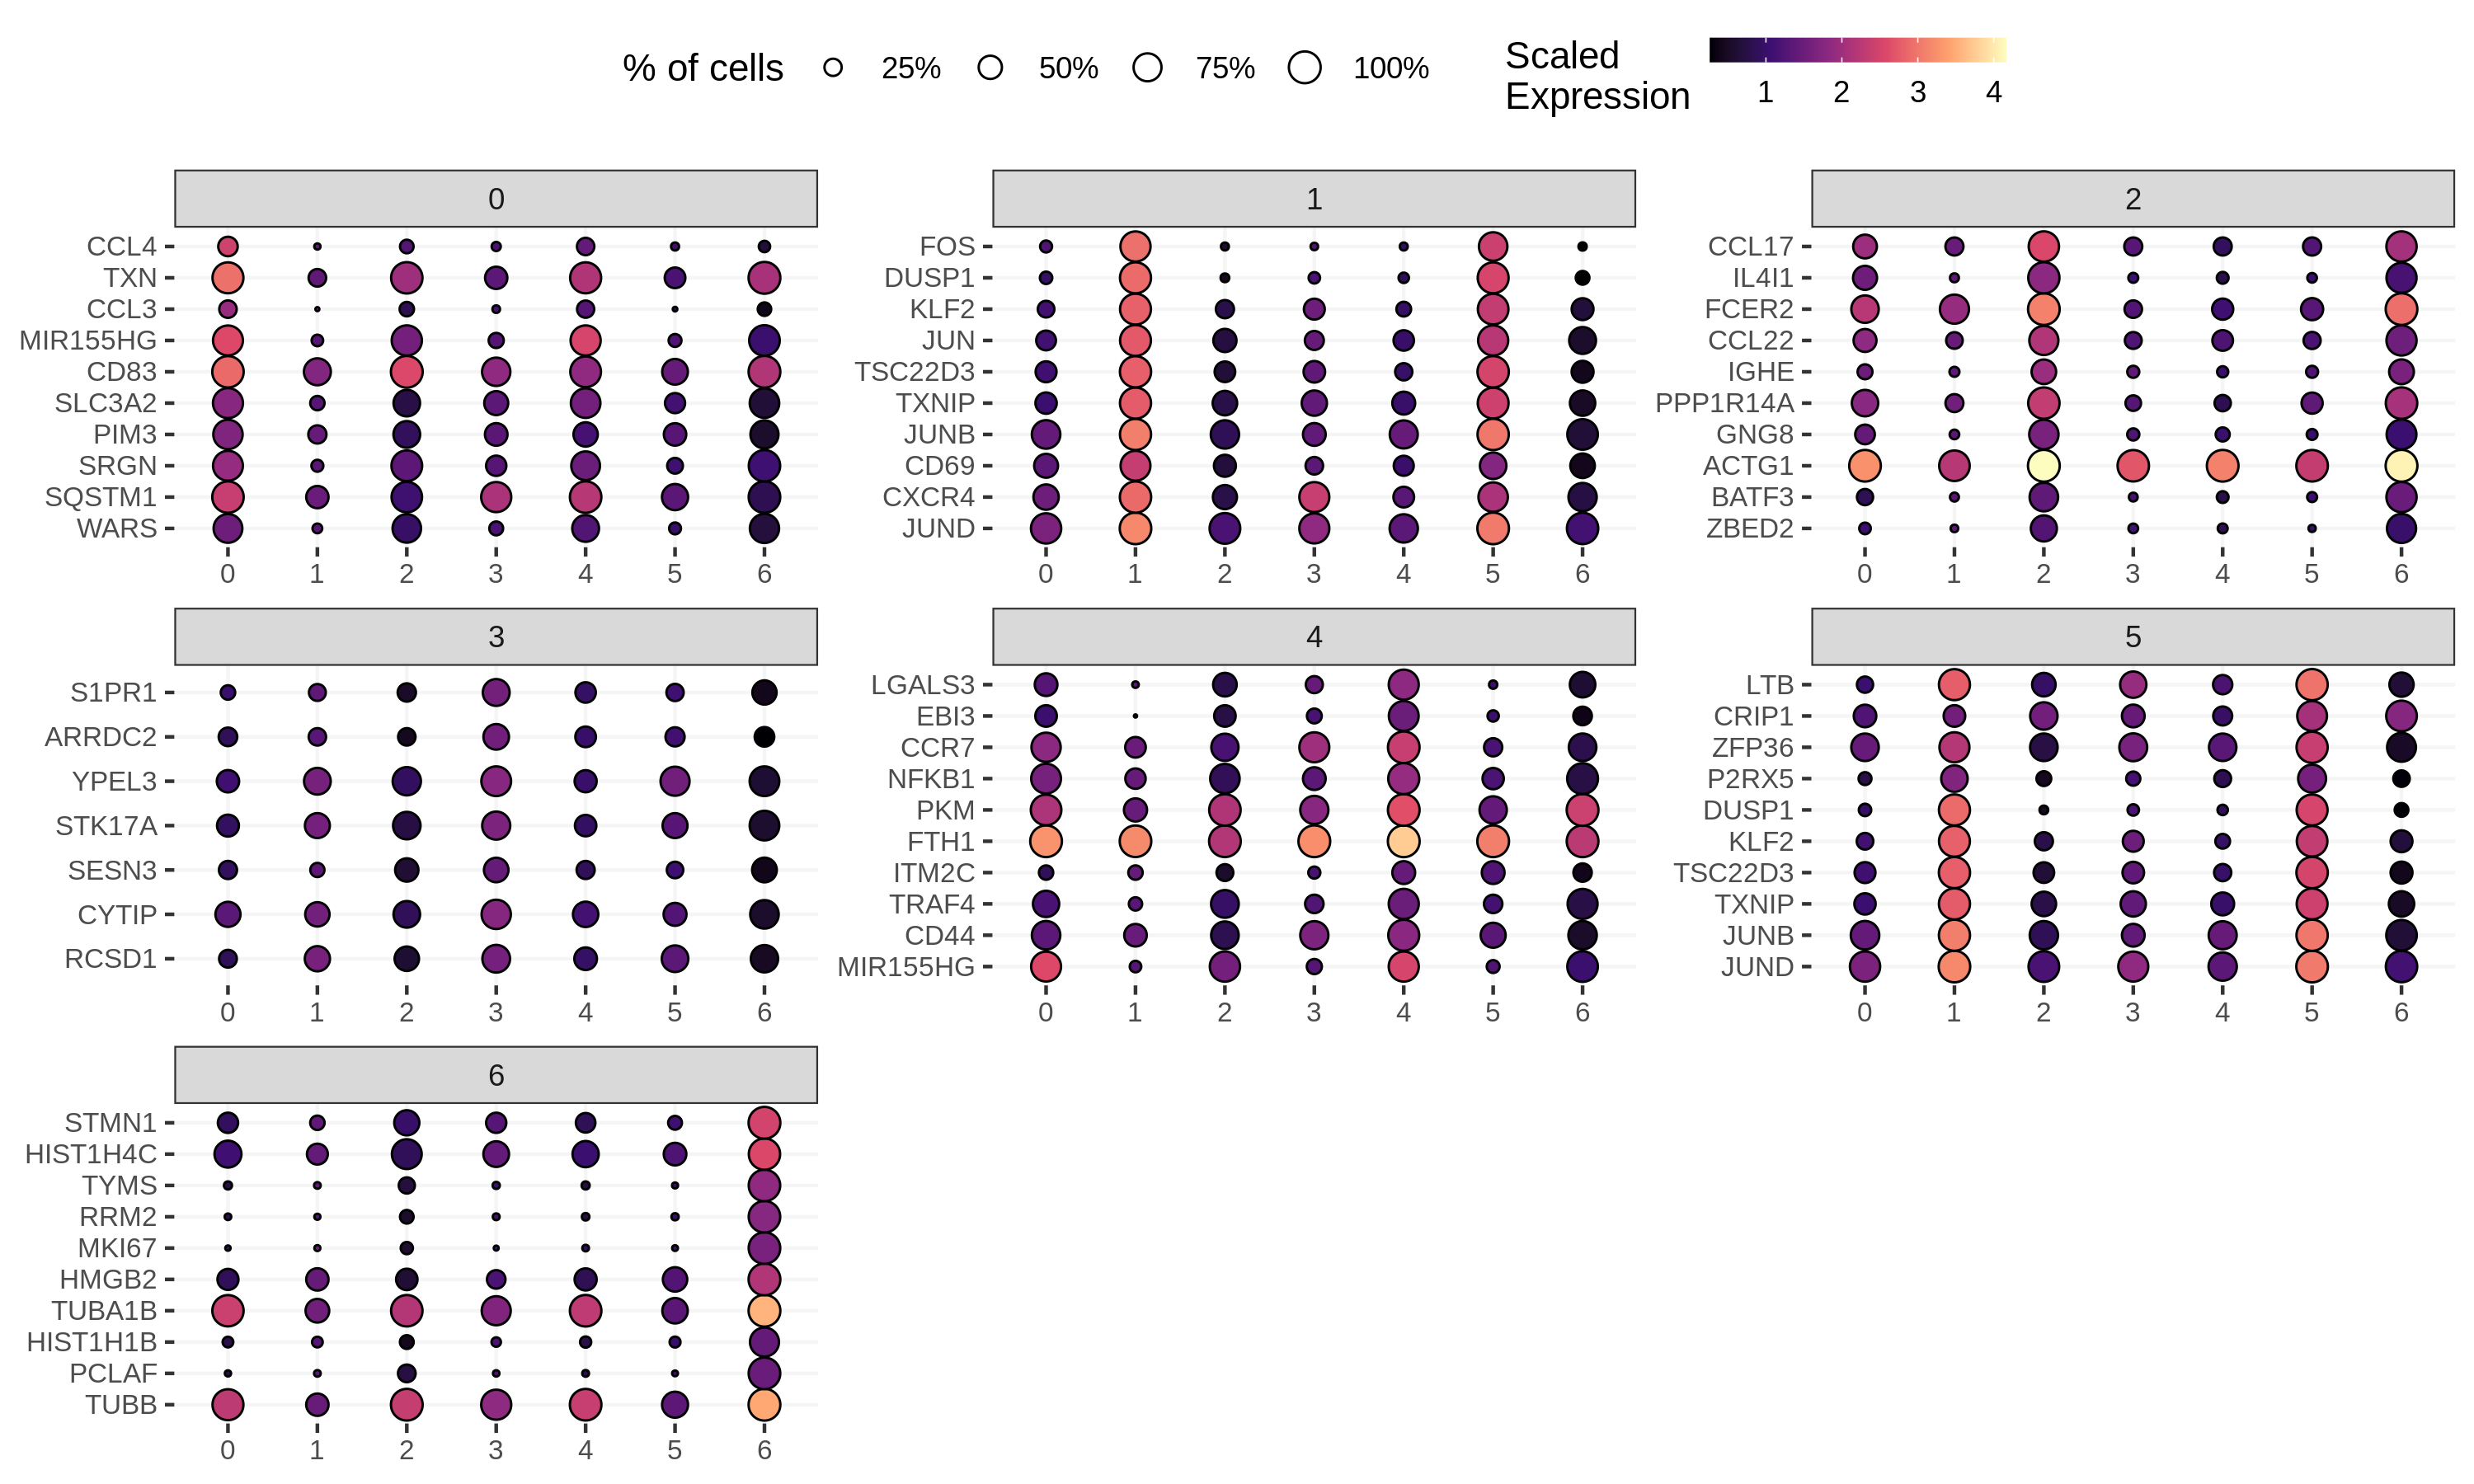 % of cells 25% 50% 75% 100%
Scaled
Expression
1 2 3 4
0
CCL4
TXN
CCL3
MIR155HG
CD83
SLC3A2
PIM3
SRGN
SQSTM1
WARS
0 1 2 3 4 5 6
1
FOS
DUSP1
KLF2
JUN
TSC22D3
TXNIP
JUNB
CD69
CXCR4
JUND
0 1 2 3 4 5 6
2
CCL17
IL4I1
FCER2
CCL22
IGHE
PPP1R14A
GNG8
ACTG1
BATF3
ZBED2
0 1 2 3 4 5 6
3
S1PR1
ARRDC2
YPEL3
STK17A
SESN3
CYTIP
RCSD1
0 1 2 3 4 5 6
4
LGALS3
EBI3
CCR7
NFKB1
PKM
FTH1
ITM2C
TRAF4
CD44
MIR155HG
0 1 2 3 4 5 6
5
LTB
CRIP1
ZFP36
P2RX5
DUSP1
KLF2
TSC22D3
TXNIP
JUNB
JUND
0 1 2 3 4 5 6
6
STMN1
HIST1H4C
TYMS
RRM2
MKI67
HMGB2
TUBA1B
HIST1H1B
PCLAF
TUBB
0 1 2 3 4 5 6